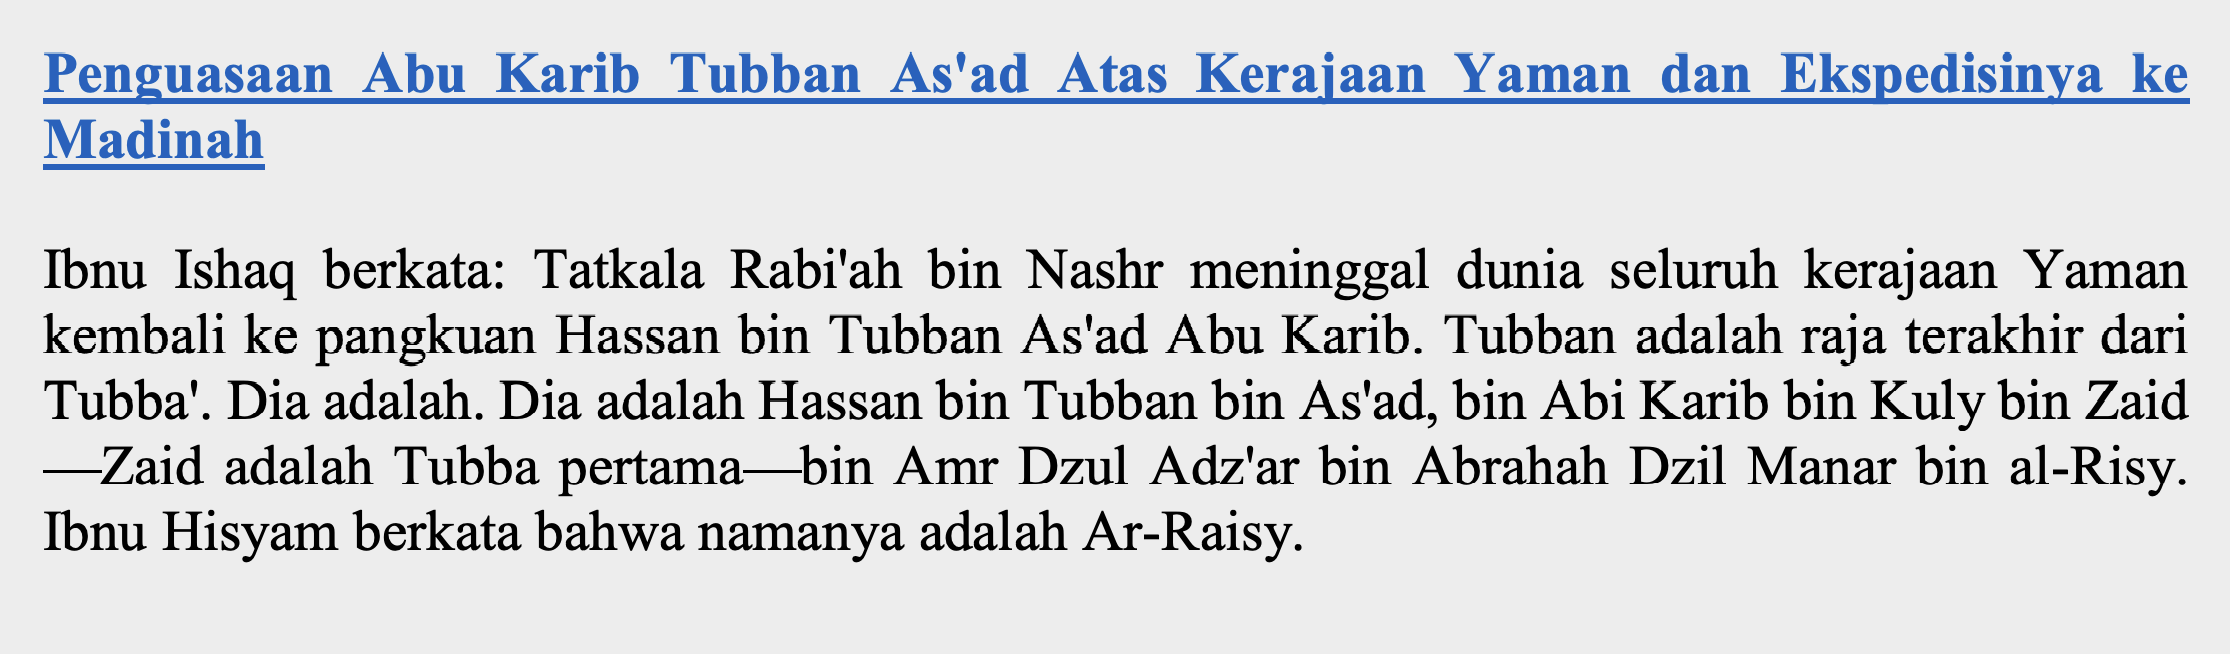 Penguasaan Abu Karib Tubban As'ad Atas Kerajaan Yaman dan Ekspedisinya ke
Madinah
Ibnu Ishaq berkata: Tatkala Rabi'ah bin Nashr meninggal dunia seluruh kerajaan Yaman
kembali ke pangkuan Hassan bin Tubban As'ad Abu Karib. Tubban adalah raja terakhir dari
Tubba'. Dia adalah. Dia adalah Hassan bin Tubban bin As'ad, bin Abi Karib bin Kuly bin Zaid
—Zaid adalah Tubba pertama—bin Amr Dzul Adz'ar bin Abrahah Dzil Manar bin al-Risy.
Ibnu Hisyam berkata bahwa namanya adalah Ar-Raisy.